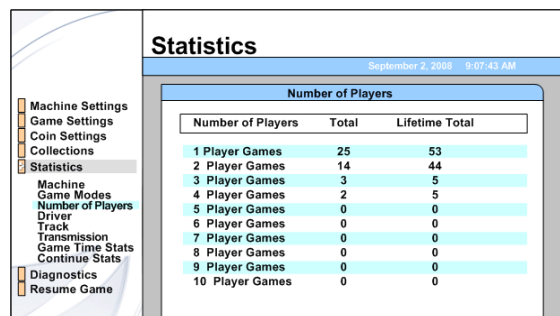 Statistics
September 2, 2008 9:07:43 AM
Machine Settings
Game Settings
Coin Settings
Collections
Statistics
Machine
Game Modes
Number of Players
Driver
Track
Transmission
Game Time Stats
Continue Stats
Diagnostics
Resume Game
Number of Players
Number of Players Total Lifetime Total
1 Player Games 25 53
2 Player Games 14 44
3 Player Games 3 5
4 Player Games 2 5
5 Player Games 0 0
6 Player Games 0 0
7 Player Games 0 0
8 Player Games 0 0
9 Player Games 0 0
10 Player Games 0 0